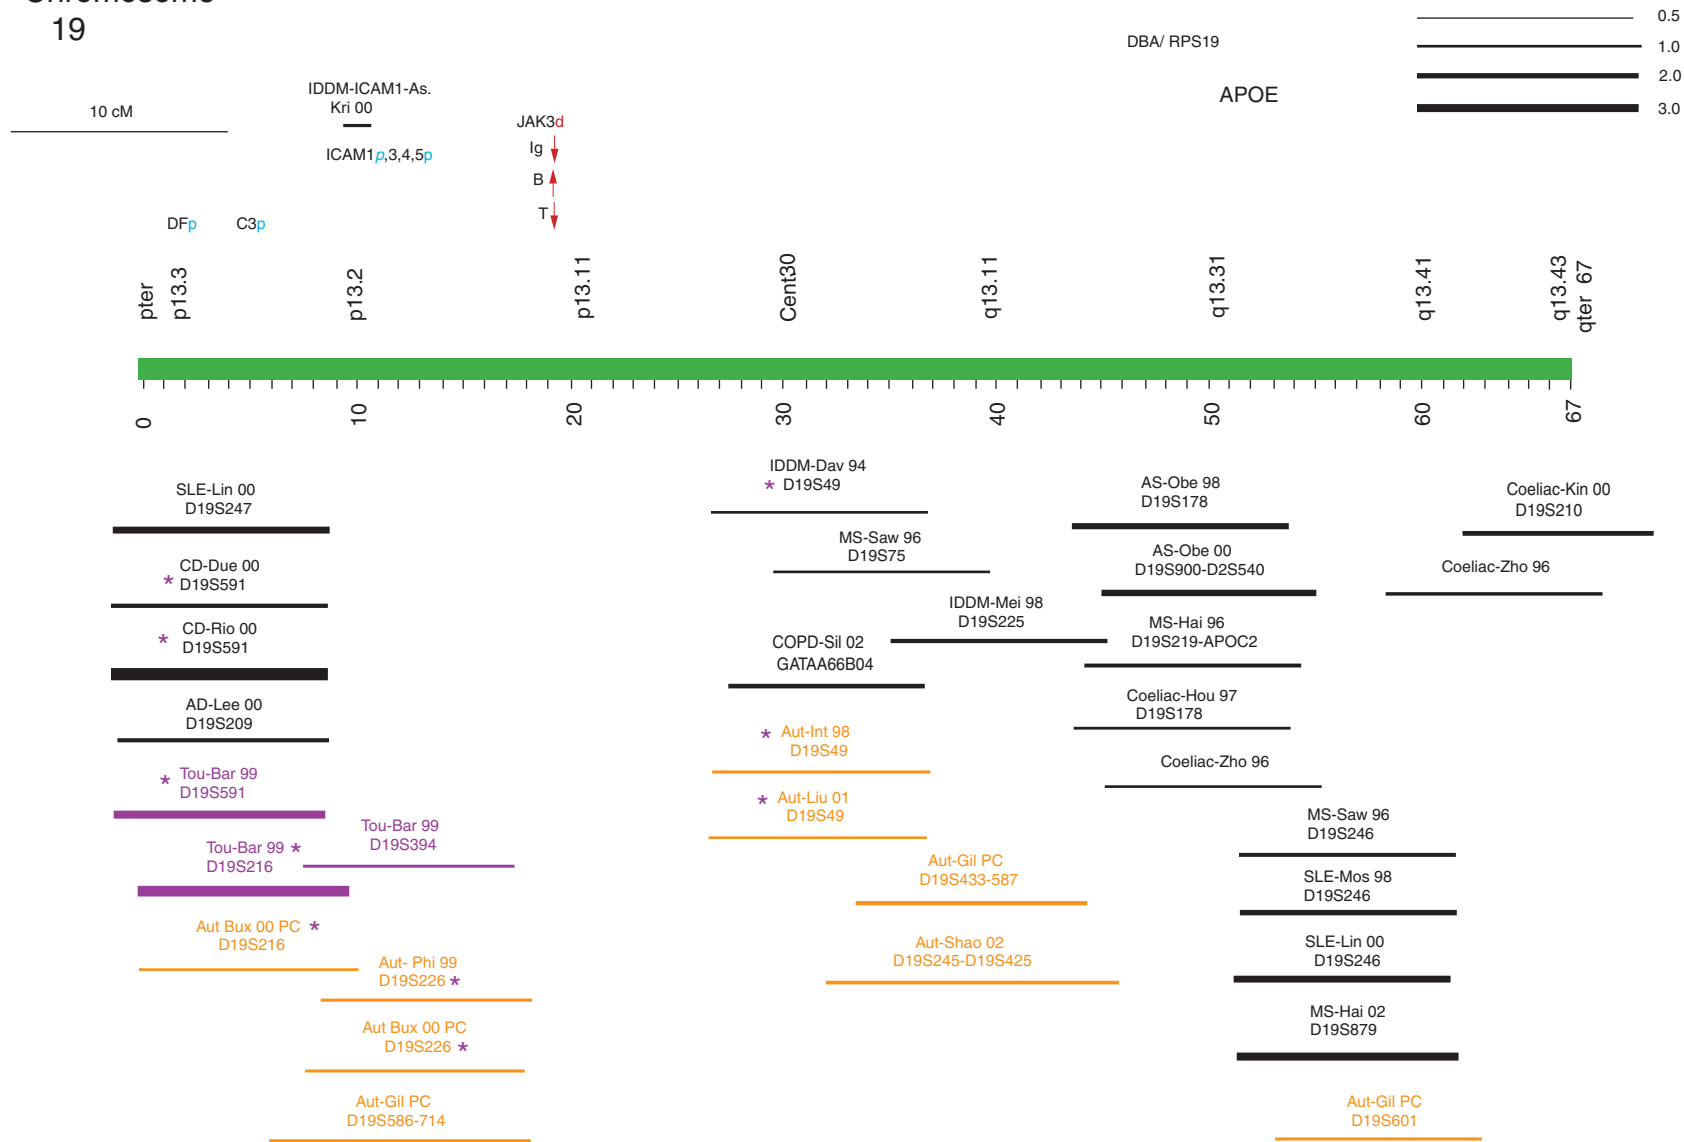 Chromosome
19
0.5
DBA/ RPS19
1.0
2.0
APOE
3.0
10 cM
IDDM-ICAM1-As.
Kri 00
ICAM1p,3,4,5p
JAK3d
Ig
B
T
DFp
C3p
pter
p13.3
p13.2
p13.11
Cent30
q13.11
q13.31
q13.41
q13.43
qter 67
0
10
20
30
40
50
60
67
SLE-Lin 00
D19S247
* CD-Due 00
D19S591
* CD-Rio 00
D19S591
AD-Lee 00
D19S209
* Tou-Bar 99
D19S591
Tou-Bar 99 *
D19S216
Tou-Bar 99
D19S394
Aut Bux 00 PC *
D19S216
Aut- Phi 99
D19S226 *
Aut Bux 00 PC
D19S226 *
Aut-Gil PC
D19S586-714
IDDM-Dav 94
* D19S49
MS-Saw 96
D19S75
IDDM-Mei 98
D19S225
COPD-Sil 02
GATAA66B04
* Aut-Int 98
D19S49
* Aut-Liu 01
D19S49
Aut-Gil PC
D19S433-587
Aut-Shao 02
D19S245-D19S425
AS-Obe 98
D19S178
AS-Obe 00
D19S900-D2S540
MS-Hai 96
D19S219-APOC2
Coeliac-Hou 97
D19S178
Coeliac-Zho 96
MS-Saw 96
D19S246
SLE-Mos 98
D19S246
SLE-Lin 00
D19S246
MS-Hai 02
D19S879
Aut-Gil PC
D19S601
Coeliac-Kin 00
D19S210
Coeliac-Zho 96